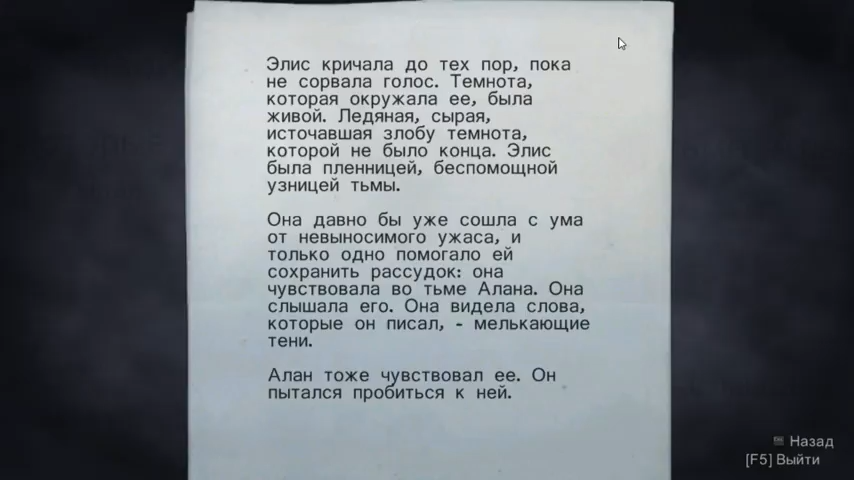 Элис кричала до тех пор, пока
не сорвала голос. Темнота,
которая окружала ее, была
живой. Ледяная, сырая,
источавшая злобу темнота,
которой не было конца. Элис
была пленницей, беспомощной
узницей тьмы.
Она давно бы уже сошла с ума
от невыносимого ужаса, и
только одно помогало ей
сохранить рассудок: она
чувствовала во тьме Алана. Она
слышала его. Она видела слова,
которые он писал, - мелькающие
тени.
Алан тоже чувствовал ее. Он
пытался пробиться к ней.
Назад
[F5] Выйти